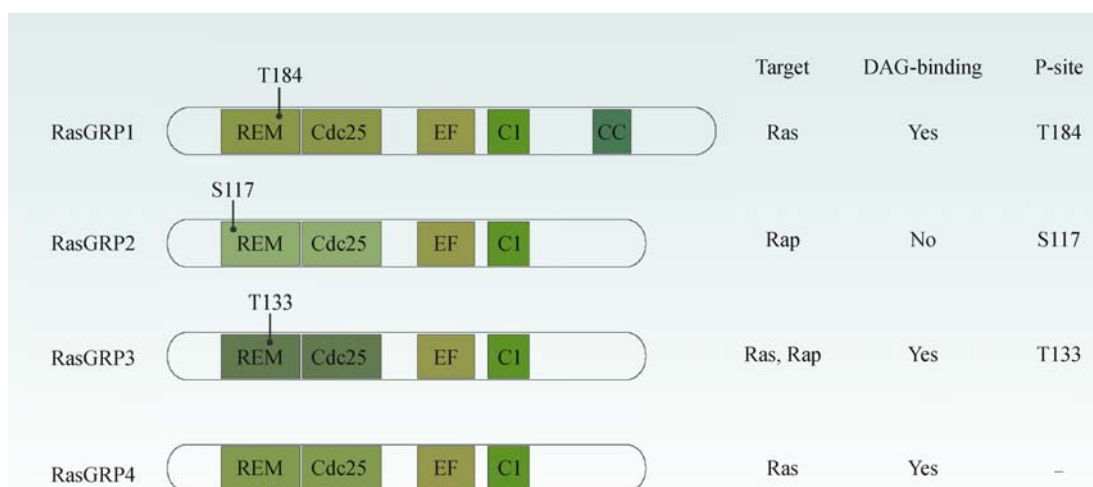 Target DAG-binding P-site
T184
RasGRP1 REM Cdc25 EF C1 CC Ras Yes T184
S117
RasGRP2 REM Cdc25 EF C1 Rap No S117
T133
RasGRP3 REM Cdc25 EF C1 Ras, Rap Yes T133
RasGRP4 REM Cdc25 EF C1 Ras Yes –